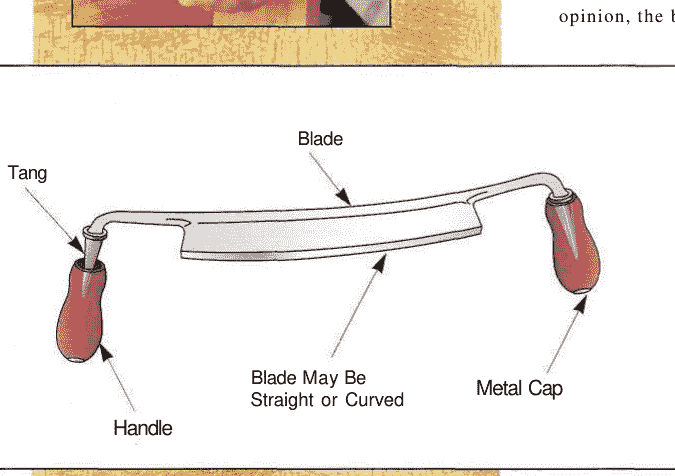 opinion, the
Blade
Tang
Blade May Be
Straight or Curved
Metal Cap
Handle